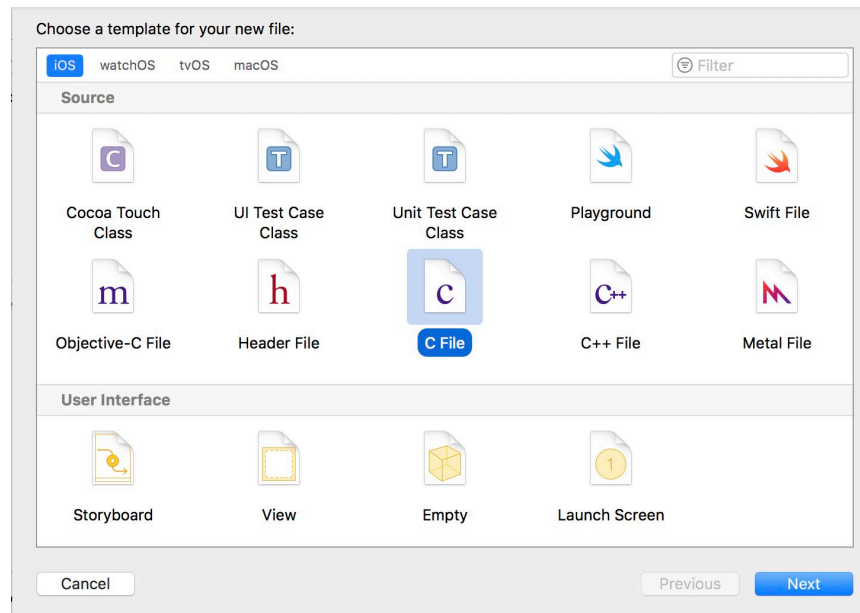 Choose a template for your new file:
iOS watchOS tvOS macOS Filter
Source
C T T
Cocoa Touch Class UI Test Case Class Unit Test Case Class Playground Swift File
m h c C++
Objective-C File Header File C File C++ File Metal File
User Interface
1
Storyboard View Empty Launch Screen
Cancel Previous Next